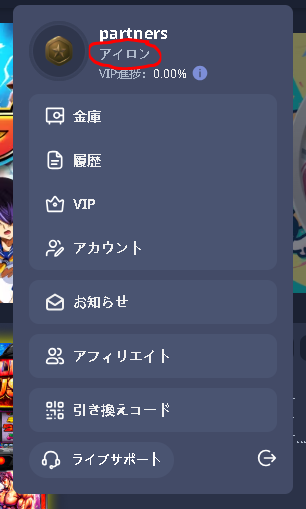 partners
アイロン
VIP進捗: 0.00%
金庫
履歴
VIP
アカウント
お知らせ
アフィリエイト
引き換えコード
ライブサポート